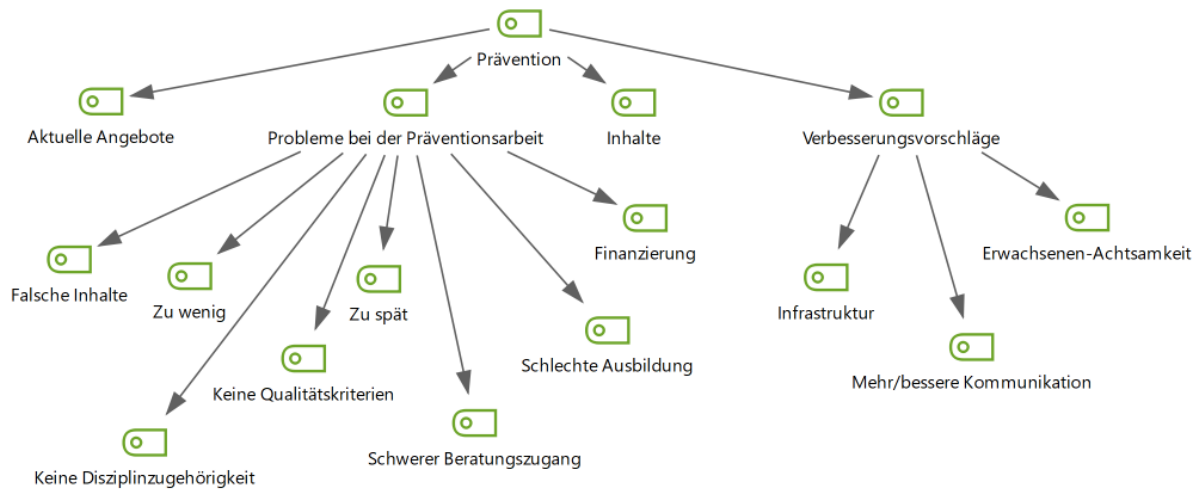 Prävention
Aktuelle Angebote
Probleme bei der Präventionsarbeit
Inhalte
Verbesserungsvorschläge
Finanzierung
Erwachsenen-Achtsamkeit
Falsche Inhalte
Zu wenig
Zu spät
Infrastruktur
Schlechte Ausbildung
Mehr/bessere Kommunikation
Keine Qualitätskriterien
Schwerer Beratungszugang
Keine Disziplinzugehörigkeit